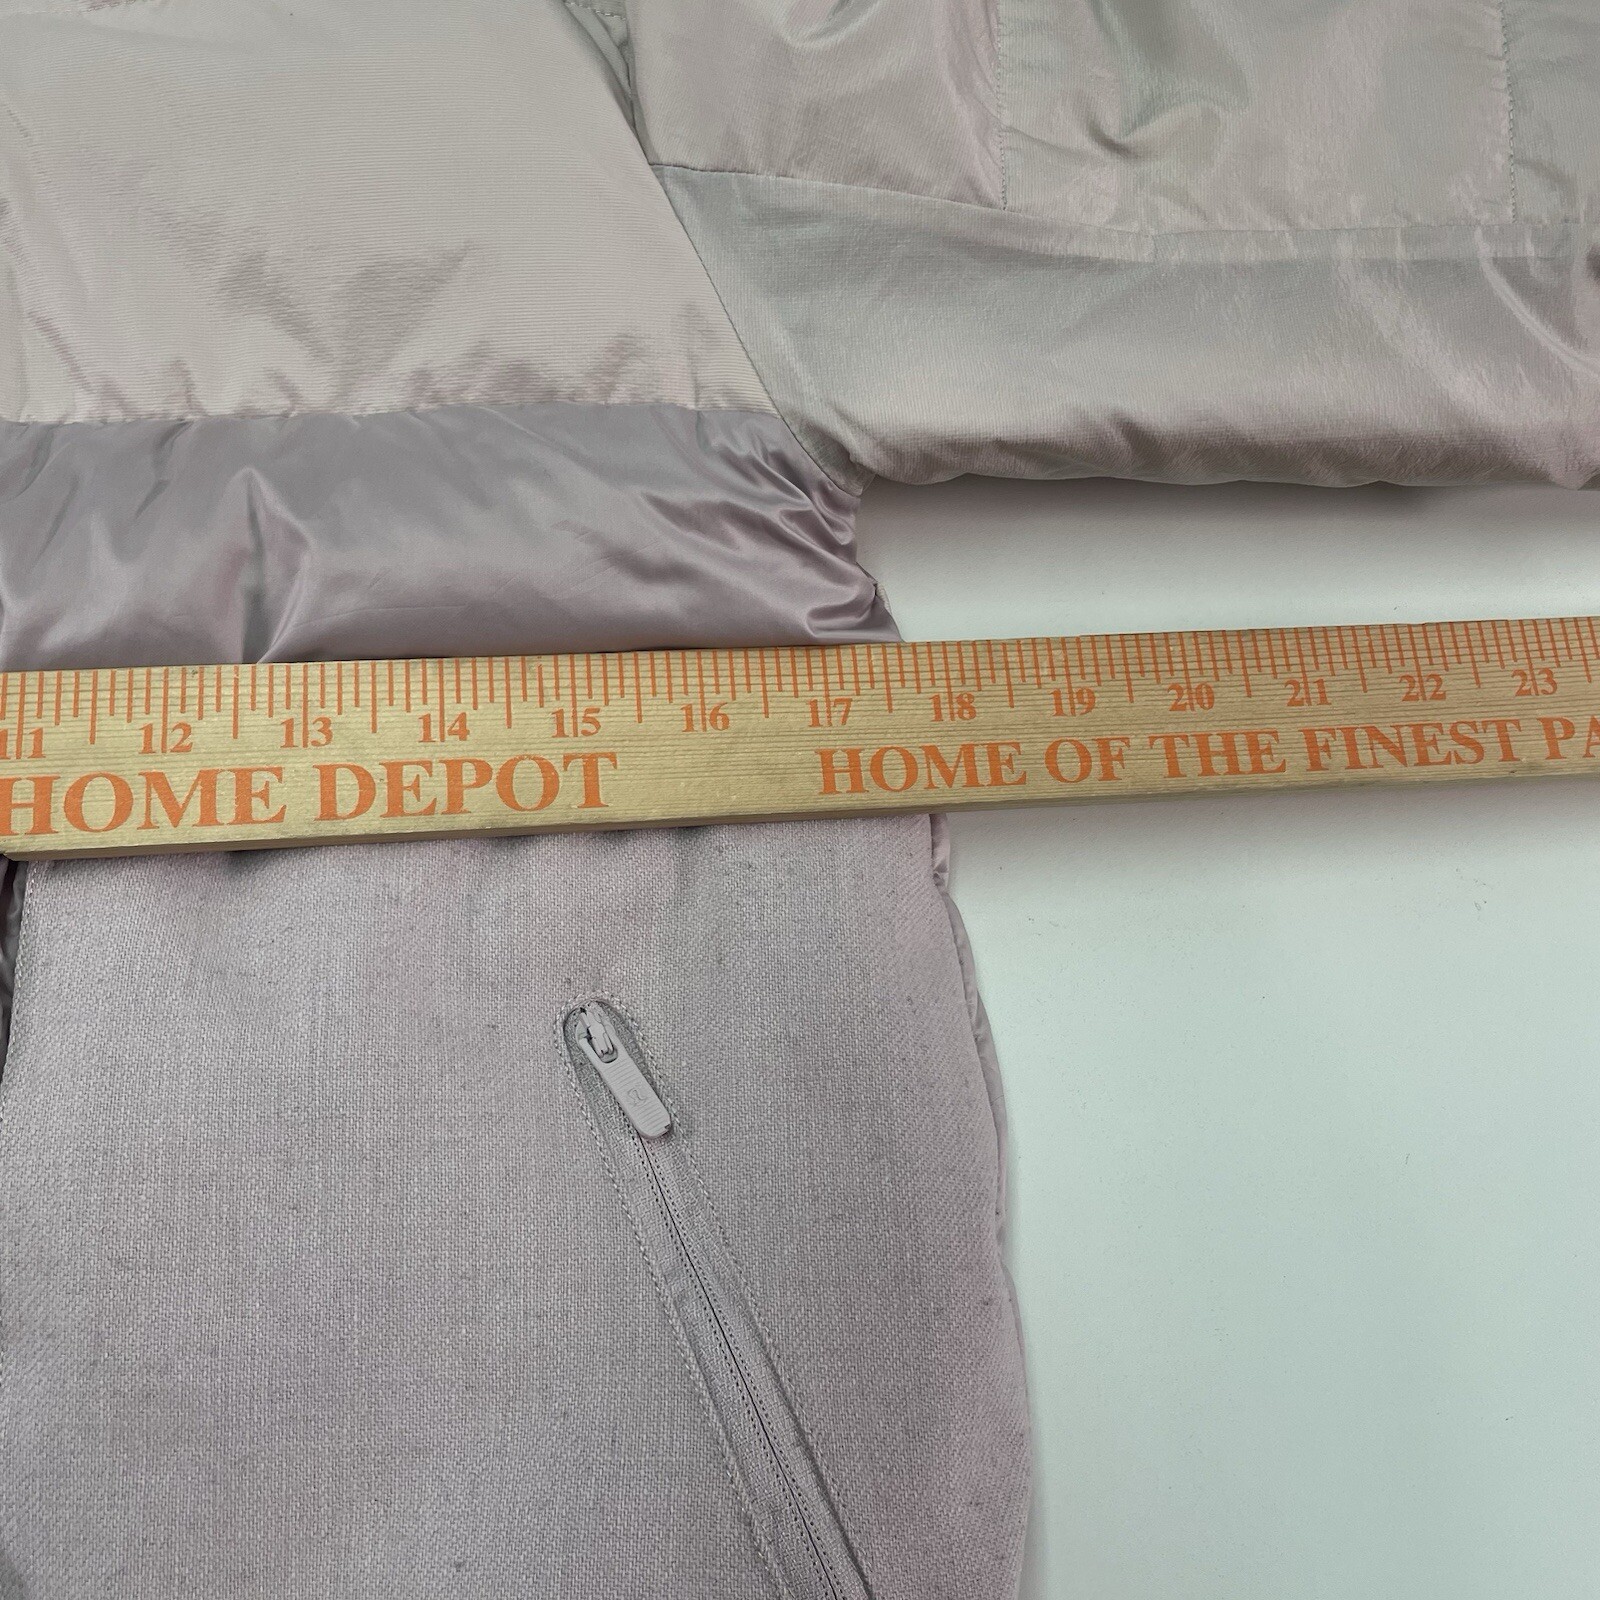 11 12 13 14 15 16 17 18 19 20 21 22 23
HOME DEPOT HOME OF THE FINEST PA